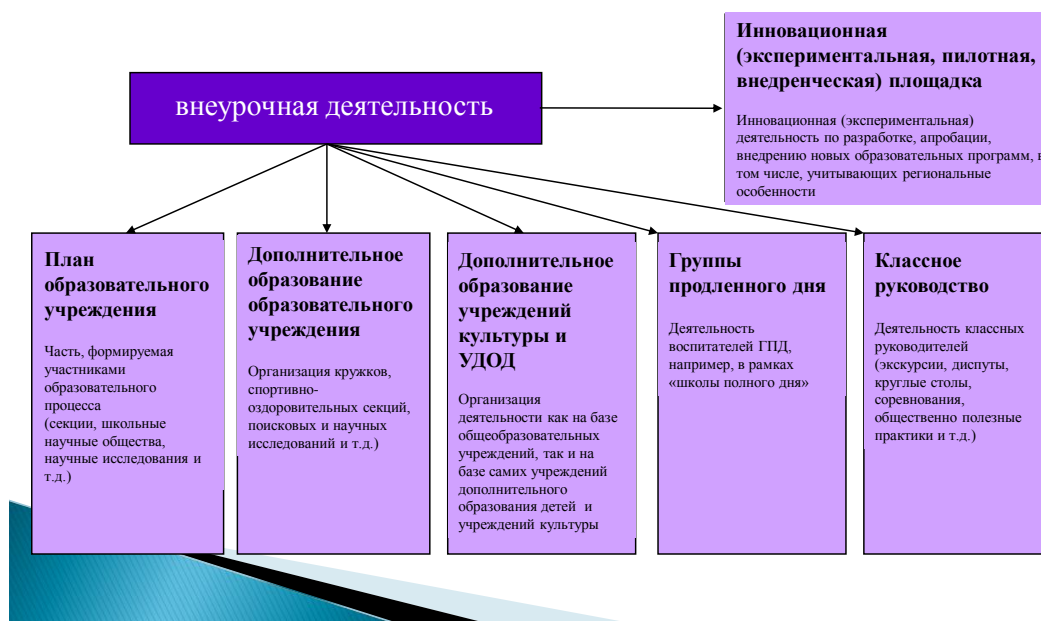 внеурочная деятельность
Инновационная
(экспериментальная, пилотная,
внедренческая) площадка
Инновационная (экспериментальная)
деятельность по разработке, апробации,
внедрению новых образовательных программ, в
том числе, учитывающих региональные
особенности
План
образовательного
учреждения
Часть, формируемая
участниками
образовательного
процесса
(секции, школьные
научные общества,
научные исследования и
т.д.)
Дополнительное
образование
образовательного
учреждения
Организация кружков,
спортивно-
оздоровительных секций,
поисковых и научных
исследований и т.д.)
Дополнительное
образование
учреждений
культуры и
УДОД
Организация
деятельности как на базе
общеобразовательных
учреждений, так и на
базе самих учреждений
дополнительного
образования детей и
учреждений культуры
Группы
продленного дня
Деятельность
воспитателей ГПД,
например, в рамках
«школы полного дня»
Классное
руководство
Деятельность классных
руководителей
(экскурсии, диспуты,
круглые столы,
соревнования,
общественно полезные
практики и т.д.)